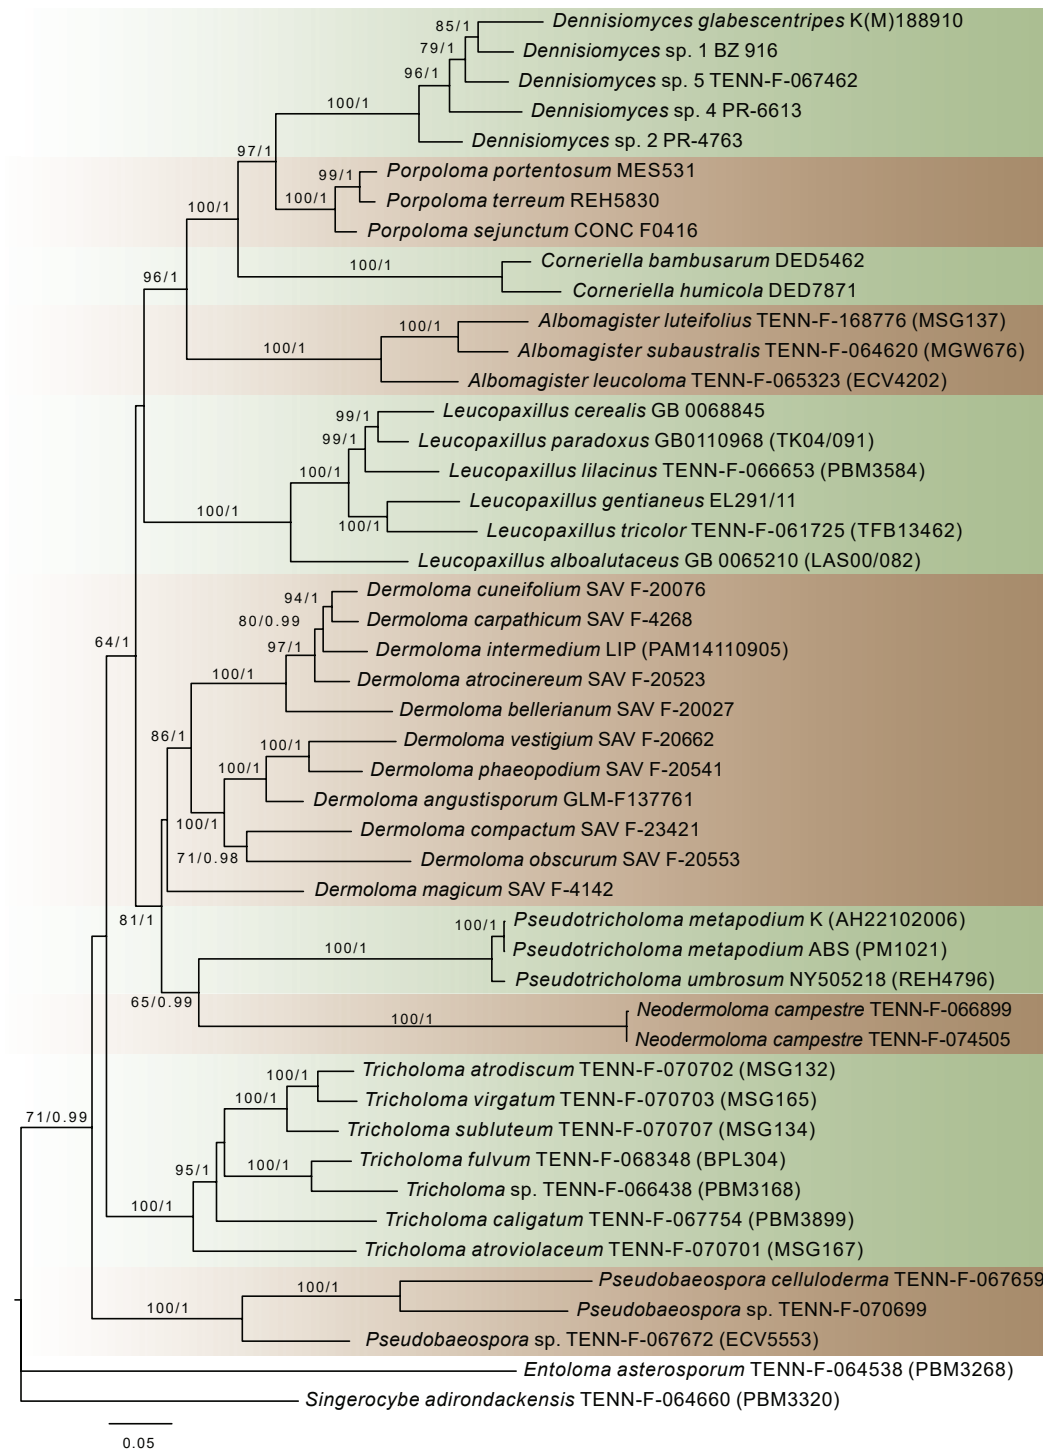 85/1 Dennisiomyces glabescentripes K(M)188910
79/1 Dennisiomyces sp. 1 BZ 916
96/1 Dennisiomyces sp. 5 TENN-F-067462
100/1 Dennisiomyces sp. 4 PR-6613
Dennisiomyces sp. 2 PR-4763
97/1
99/1 Porpoloma portentosum MES531
100/1 Porpoloma terreum REH5830
100/1 Porpoloma sejunctum CONC F0416
100/1 Corneriella bambusarum DED5462
96/1 Corneriella humicola DED7871
100/1 Albomagister luteifolius TENN-F-168776 (MSG137)
100/1 Albomagister subaustralis TENN-F-064620 (MGW676)
Albomagister leucoloma TENN-F-065323 (ECV4202)
99/1 Leucopaxillus cerealis GB 0068845
99/1 Leucopaxillus paradoxus GB0110968 (TK04/091)
100/1 Leucopaxillus lilacinus TENN-F-066653 (PBM3584)
Leucopaxillus gentianeus EL291/11
100/1 100/1 Leucopaxillus tricolor TENN-F-061725 (TFB13462)
Leucopaxillus alboalutaceus GB 0065210 (LAS00/082)
94/1 Dermoloma cuneifolium SAV F-20076
80/0.99 Dermoloma carpathicum SAV F-4268
64/1 97/1 Dermoloma intermedium LIP (PAM14110905)
100/1 Dermoloma atrocinereum SAV F-20523
Dermoloma bellerianum SAV F-20027
86/1 100/1 Dermoloma vestigium SAV F-20662
100/1 Dermoloma phaeopodium SAV F-20541
Dermoloma angustisporum GLM-F137761
100/1 Dermoloma compactum SAV F-23421
71/0.98 Dermoloma obscurum SAV F-20553
Dermoloma magicum SAV F-4142
81/1 100/1 Pseudotricholoma metapodium K (AH22102006)
100/1 Pseudotricholoma metapodium ABS (PM1021)
Pseudotricholoma umbrosum NY505218 (REH4796)
65/0.99 Neodermoloma campestre TENN-F-066899
100/1 Neodermoloma campestre TENN-F-074505
100/1 Tricholoma atrodiscum TENN-F-070702 (MSG132)
100/1 Tricholoma virgatum TENN-F-070703 (MSG165)
71/0.99 Tricholoma subluteum TENN-F-070707 (MSG134)
95/1 100/1 Tricholoma fulvum TENN-F-068348 (BPL304)
Tricholoma sp. TENN-F-066438 (PBM3168)
100/1 Tricholoma caligatum TENN-F-067754 (PBM3899)
Tricholoma atroviolaceum TENN-F-070701 (MSG167)
100/1 Pseudobaeospora celluloderma TENN-F-067659
100/1 Pseudobaeospora sp. TENN-F-070699
Pseudobaeospora sp. TENN-F-067672 (ECV5553)
Entoloma asterosporum TENN-F-064538 (PBM3268)
Singerocybe adirondackensis TENN-F-064660 (PBM3320)
0.05